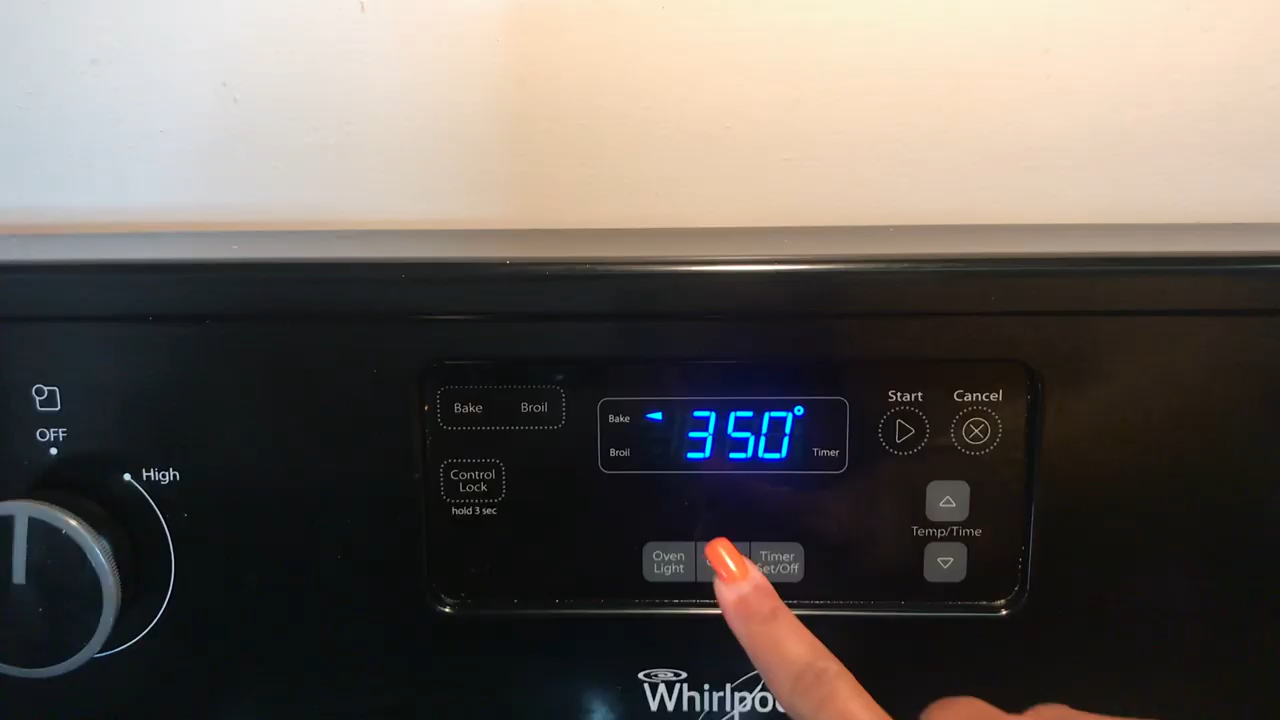 OFF
High
Bake Broil
Control
Lock
hold 3 sec
Bake
350°
Broil
Timer
Start Cancel
Temp/Time
Oven
Light
Timer
Set/Off